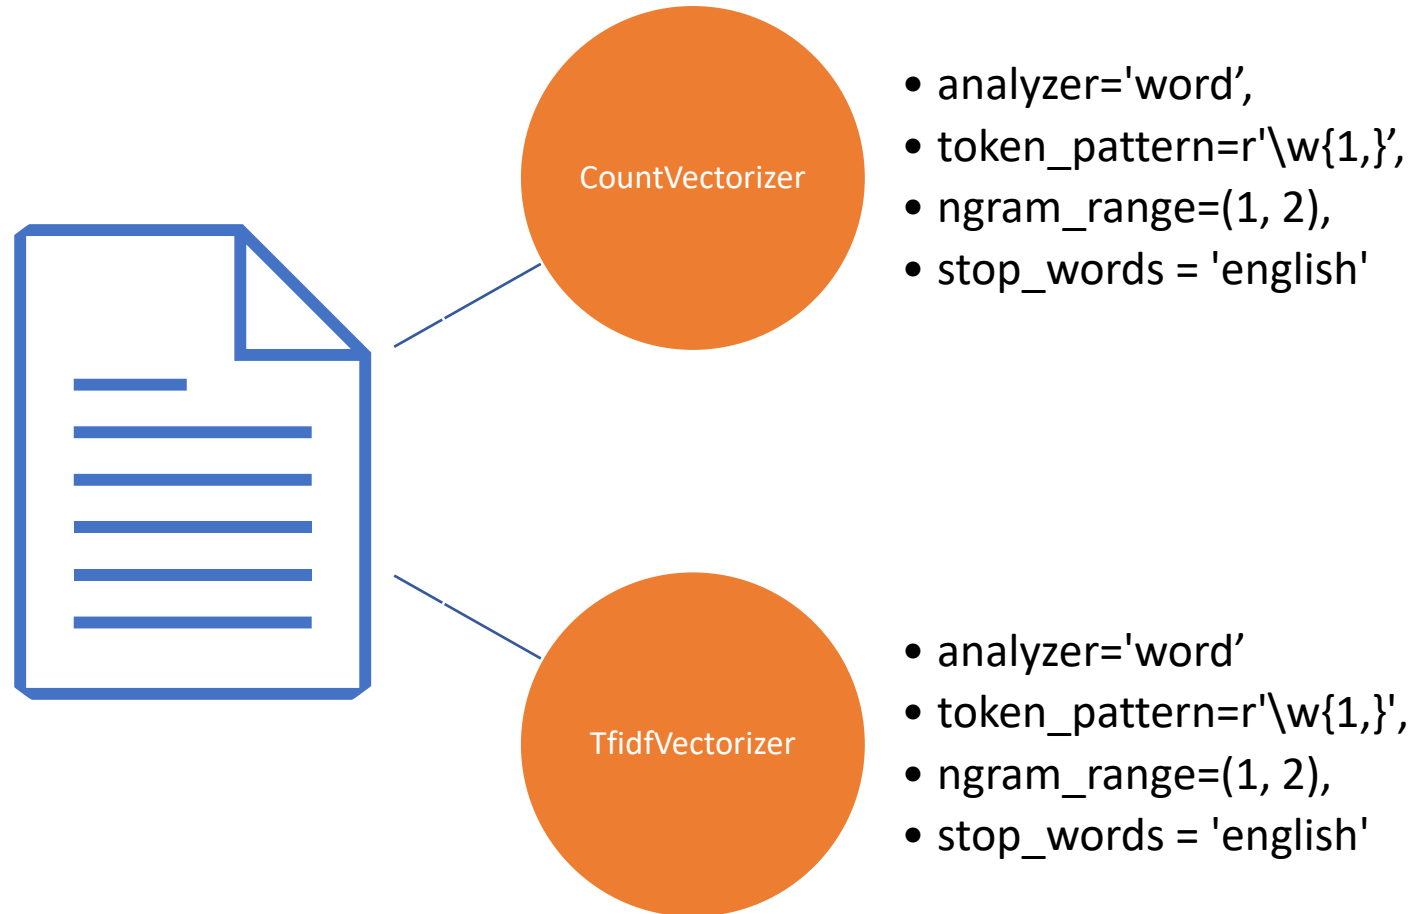 CountVectorizer
• analyzer='word’,
• token_pattern=r'\w{1,}’,
• ngram_range=(1, 2),
• stop_words = 'english'
TfidfVectorizer
• analyzer='word’
• token_pattern=r'\w{1,}',
• ngram_range=(1, 2),
• stop_words = 'english'